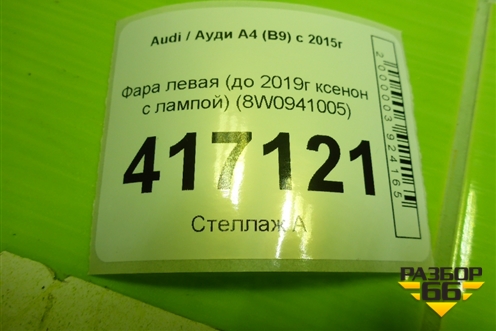 Audi / Ауди А4 (B9) с 2015г
Фара левая (до 2019г ксенон
с лампой) (8W0941005)
417121
Стеллаж А
2000003924165
РАЗБОР
66